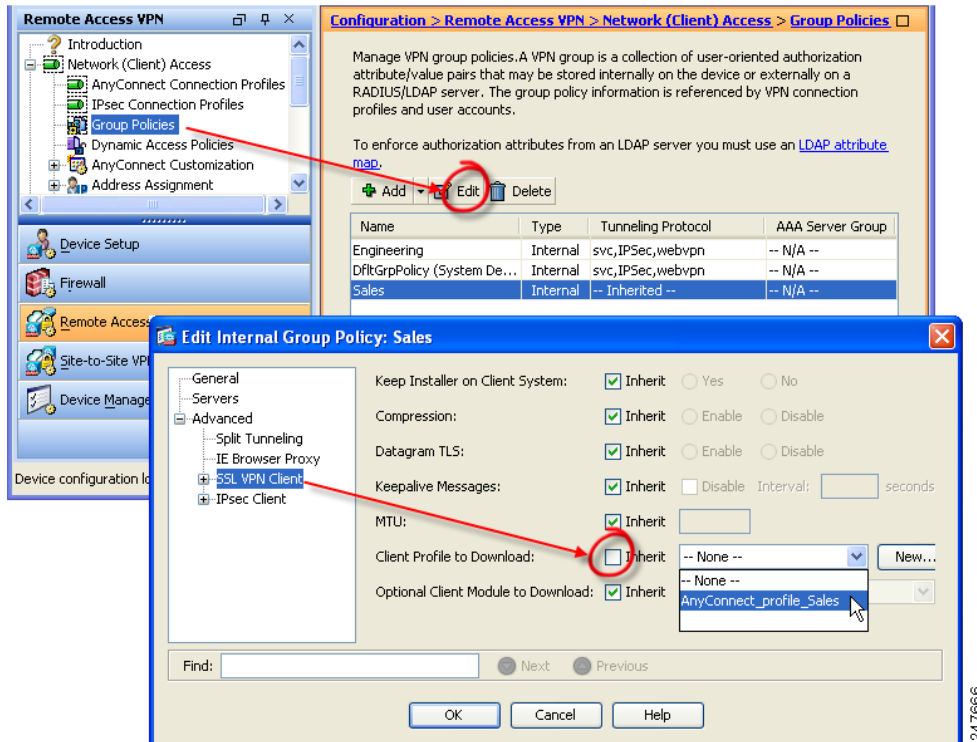 Remote Access VPN
Introduction
Network (Client) Access
AnyConnect Connection Profiles
IPsec Connection Profiles
Group Policies
Dynamic Access Policies
AnyConnect Customization
Address Assignment
Device Setup
Firewall
Remote Access
Site-to-Site VP
Device Manage
Device configuration lo
Configuration > Remote Access VPN > Network (Client) Access > Group Policies
Manage VPN group policies.A VPN group is a collection of user-oriented authorization
attribute/value pairs that may be stored internally on the device or externally on a
RADIUS/LDAP server. The group policy information is referenced by VPN connection
profiles and user accounts.
To enforce authorization attributes from an LDAP server you must use an LDAP attribute
map.
Add Edit Delete
Name Type Tunneling Protocol AAA Server Group
Engineering Internal svc,IPSec,webvpn -- N/A --
DfltGrpPolicy (System De... Internal svc,IPSec,webvpn -- N/A --
Sales Internal -- Inherited -- -- N/A --
Edit Internal Group Policy: Sales
General
Servers
Advanced
Split Tunneling
IE Browser Proxy
SSL VPN Client
IPsec Client
Keep Installer on Client System: Inherit Yes No
Compression: Inherit Enable Disable
Datagram TLS: Inherit Enable Disable
Keepalive Messages: Inherit Disable Interval: seconds
MTU: Inherit
Client Profile to Download: Inherit -- None -- New...
-- None --
AnyConnect_profile_Sales
Optional Client Module to Download: Inherit
Find: Next Previous
OK Cancel Help
247666